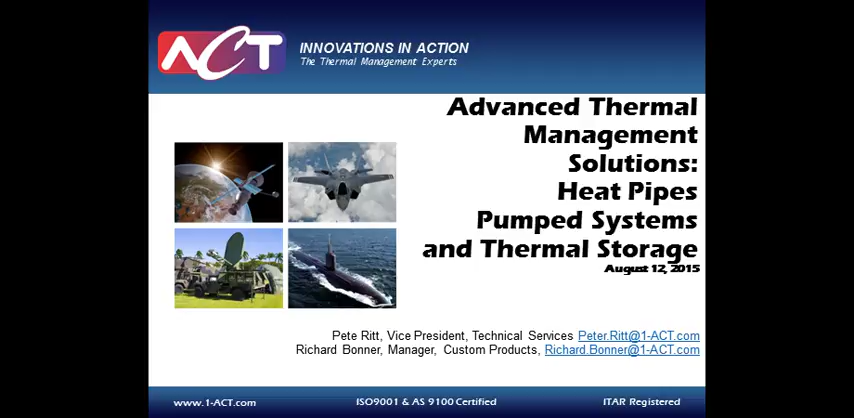 ACT
INNOVATIONS IN ACTION
The Thermal Management Experts
Advanced Thermal
Management
Solutions:
Heat Pipes
Pumped Systems
and Thermal Storage
August 12, 2015
Pete Ritt, Vice President, Technical Services Peter.Ritt@1-ACT.com
Richard Bonner, Manager, Custom Products, Richard.Bonner@1-ACT.com
www.1-ACT.com
ISO9001 & AS 9100 Certified
ITAR Registered